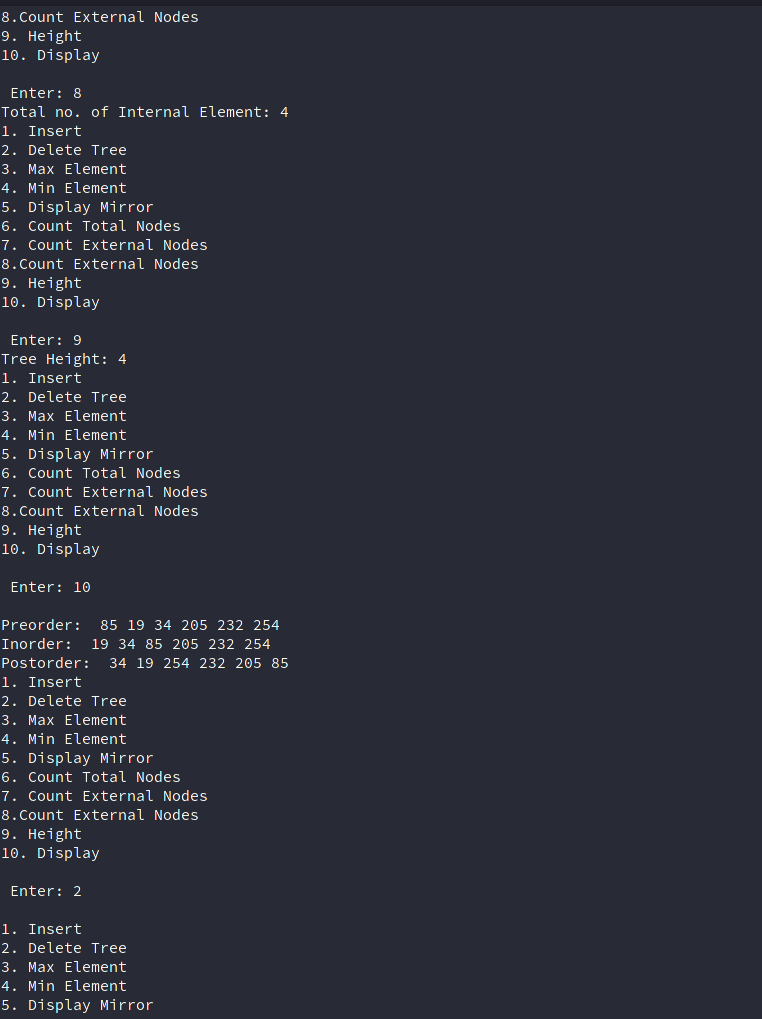 8.Count External Nodes
9. Height
10. Display
Enter: 8
Total no. of Internal Element: 4
1. Insert
2. Delete Tree
3. Max Element
4. Min Element
5. Display Mirror
6. Count Total Nodes
7. Count External Nodes
8.Count External Nodes
9. Height
10. Display
Enter: 9
Tree Height: 4
1. Insert
2. Delete Tree
3. Max Element
4. Min Element
5. Display Mirror
6. Count Total Nodes
7. Count External Nodes
8.Count External Nodes
9. Height
10. Display
Enter: 10
Preorder:  85 19 34 205 232 254
Inorder:  19 34 85 205 232 254
Postorder:  34 19 254 232 205 85
1. Insert
2. Delete Tree
3. Max Element
4. Min Element
5. Display Mirror
6. Count Total Nodes
7. Count External Nodes
8.Count External Nodes
9. Height
10. Display
Enter: 2
1. Insert
2. Delete Tree
3. Max Element
4. Min Element
5. Display Mirror